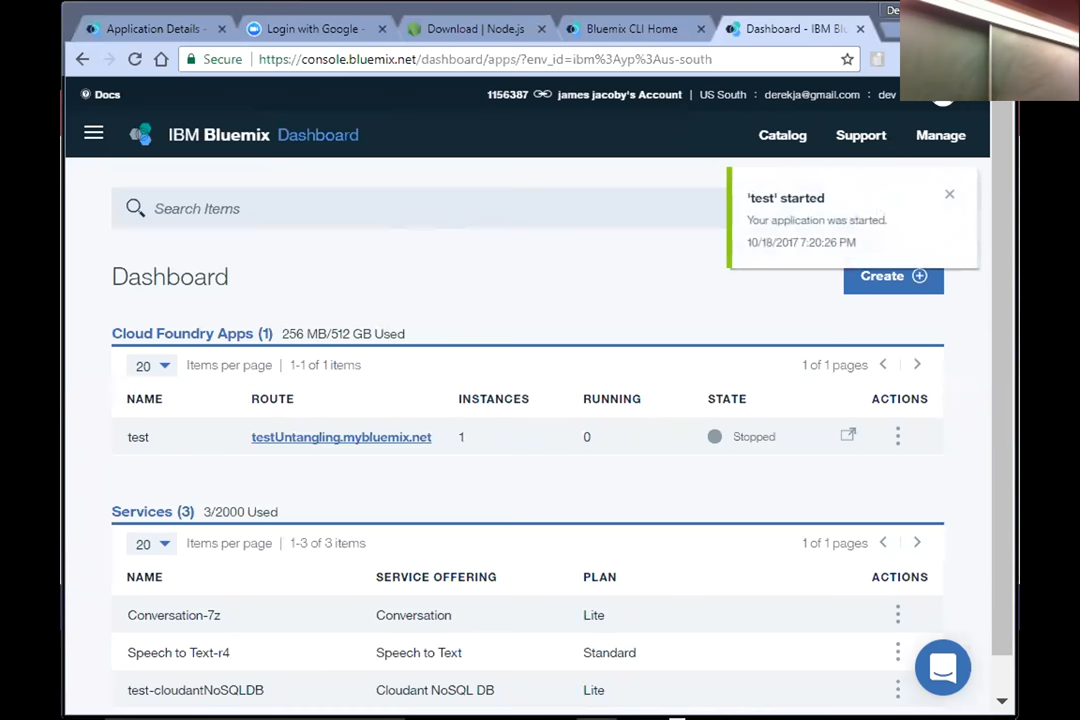 Application Details -
Login with Google -
Download | Node.js
Bluemix CLI Home
Dashboard - IBM Bl
De
Secure | https://console.bluemix.net/dashboard/apps/?env_id=ibm%3Ayp%3Aus-south
Docs
1156387 james jacoby's Account | US South : derekja@gmail.com : dev
IBM Bluemix Dashboard
Catalog Support Manage
Search Items
'test' started
Your application was started.
10/18/2017 7:20:26 PM
Dashboard
Create
Cloud Foundry Apps (1) 256 MB/512 GB Used
20 Items per page | 1-1 of 1 items 1 of 1 pages
NAME ROUTE INSTANCES RUNNING STATE ACTIONS
test testUntangling.mybluemix.net 1 0 Stopped
Services (3) 3/2000 Used
20 Items per page | 1-3 of 3 items 1 of 1 pages
NAME SERVICE OFFERING PLAN ACTIONS
Conversation-7z Conversation Lite
Speech to Text-r4 Speech to Text Standard
test-cloudantNoSQLDB Cloudant NoSQL DB Lite